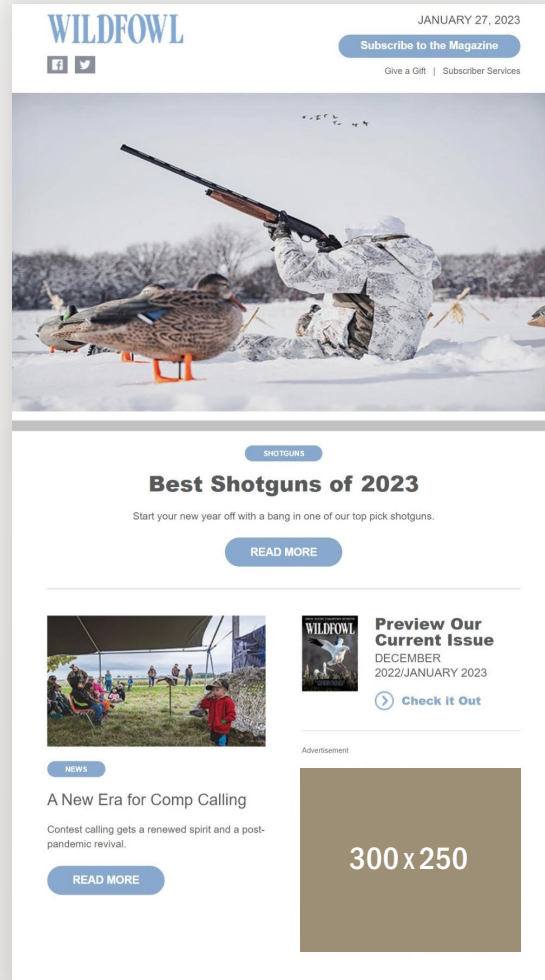 WILDFOWL
JANUARY 27, 2023
Subscribe to the Magazine
Give a Gift | Subscriber Services
SHOTGUNS
Best Shotguns of 2023
Start your new year off with a bang in one of our top pick shotguns.
READ MORE
NEWS
A New Era for Comp Calling
Contest calling gets a renewed spirit and a post-
pandemic revival.
READ MORE
WILDFOWL
Preview Our
Current Issue
DECEMBER
2022/JANUARY 2023
Check it Out
Advertisement
300 x 250